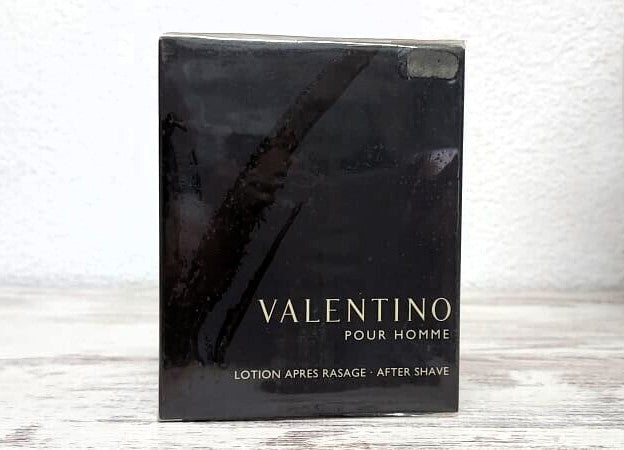 VALENTINO
POUR HOMME
LOTION APRES RASAGE · AFTER SHAVE